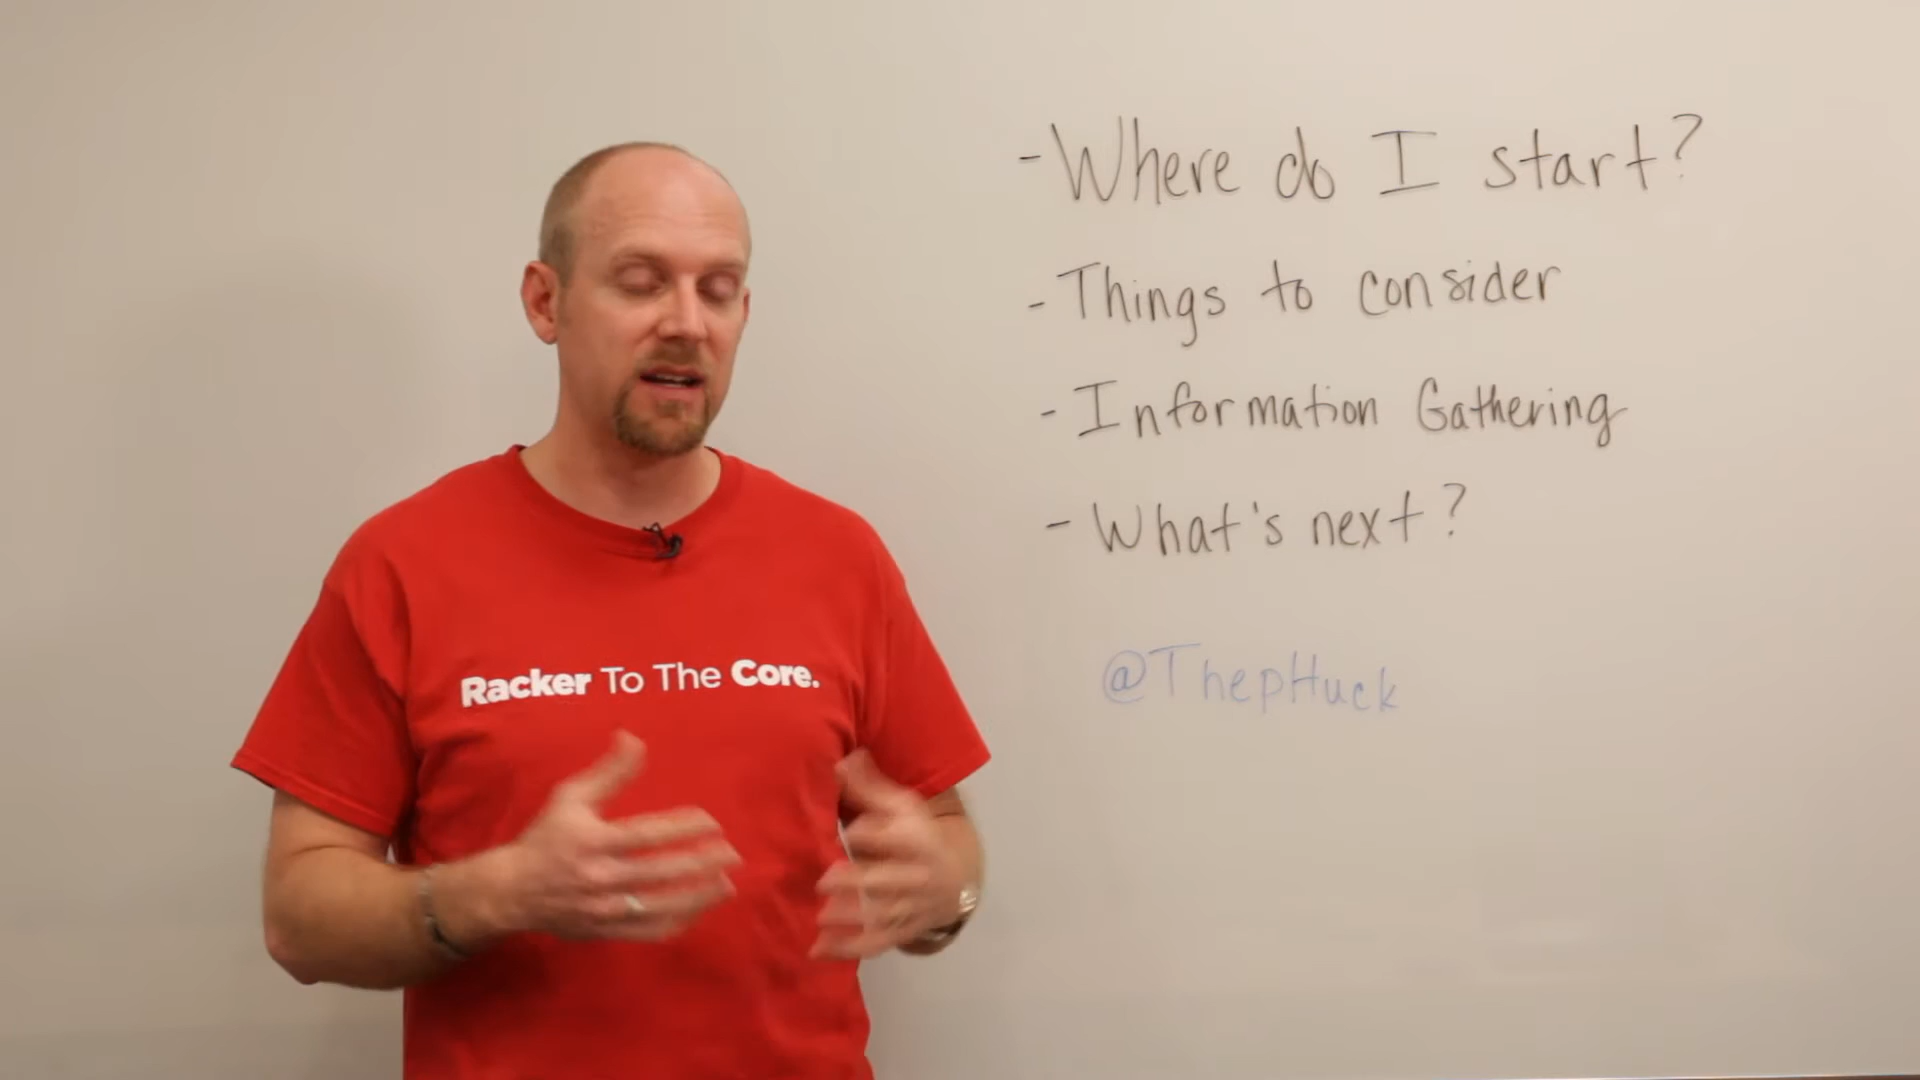 - Where do I start?
- Things to consider
- Information Gathering
- What's next?
@ThepHuck
Racker To The Core.